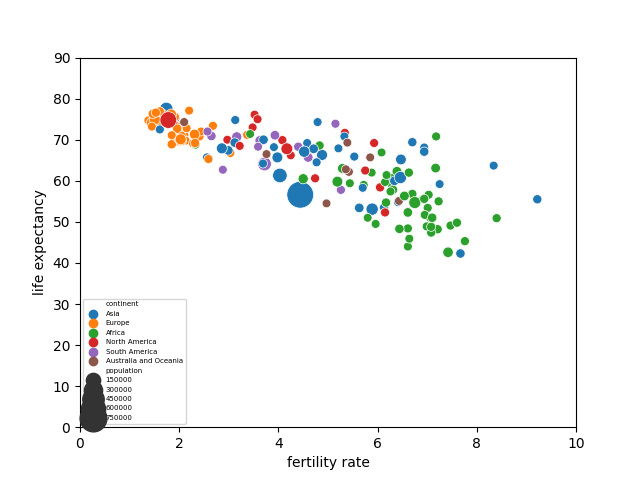 90
80
70
60
50
40
30
20
10
0
life expectancy
continent
Asia
Europe
Africa
North America
South America
Australia and Oceania
population
150000
300000
450000
600000
750000
0 2 4 6 8 10
fertility rate